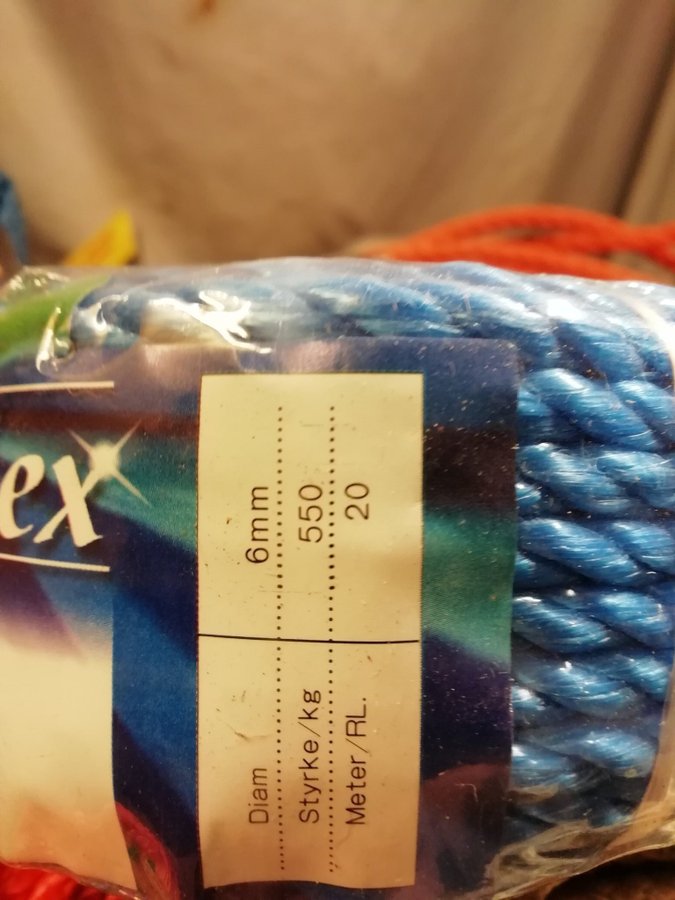 ex
Diam 6mm
Styrke/kg 550
Meter/RL. 20